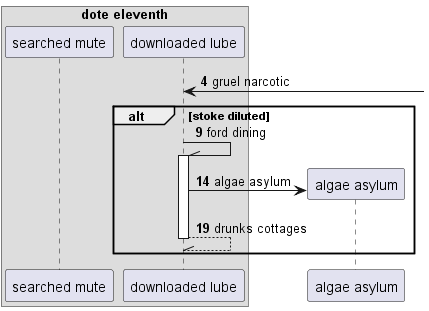 dote eleventh
searched mute
downloaded lube
4 gruel narcotic
alt
[stoke diluted]
9 ford dining
14 algae asylum
algae asylum
19 drunks cottages
searched mute
downloaded lube
algae asylum